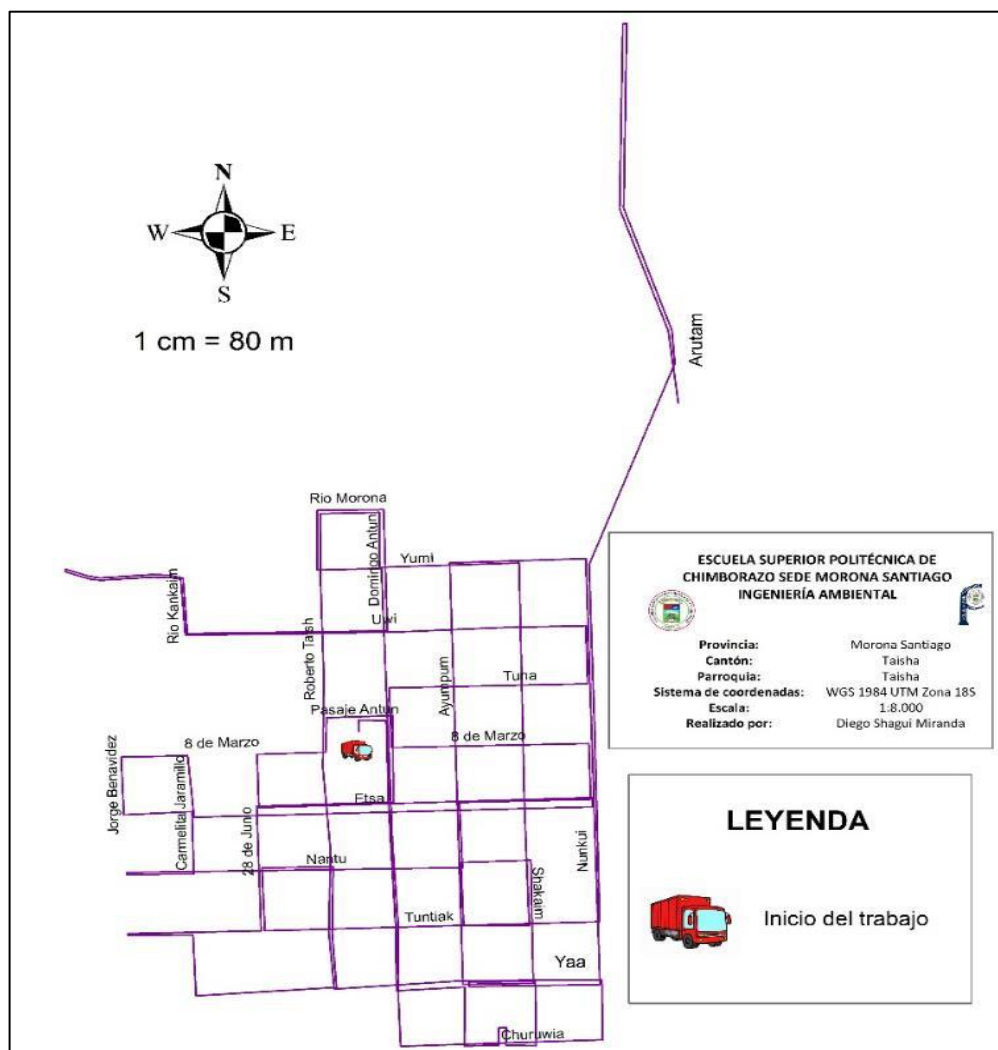 N
W E
S
1 cm = 80 m
Arutam
Rio Morona
Domingo Antun
Yumi
Rio Kankaim
Uwi
Roberto Taish
Ayumpum
Tuna
Pasaje Antun
8 de Marzo
8 de Marzo
Jorge Benavidez
Carmelita Jaramillo
Etsa
28 de Junio
Nunkui
Nantu
Shakaim
Tuntiak
Yaa
Churuwia
ESCUELA SUPERIOR POLITÉCNICA DE
CHIMBORAZO SEDE MORONA SANTIAGO
INGENIERÍA AMBIENTAL
Provincia: Morona Santiago
Cantón: Taisha
Parroquia: Taisha
Sistema de coordenadas: WGS 1984 UTM Zona 18S
Escala: 1:8.000
Realizado por: Diego Shagui Miranda
LEYENDA
Inicio del trabajo